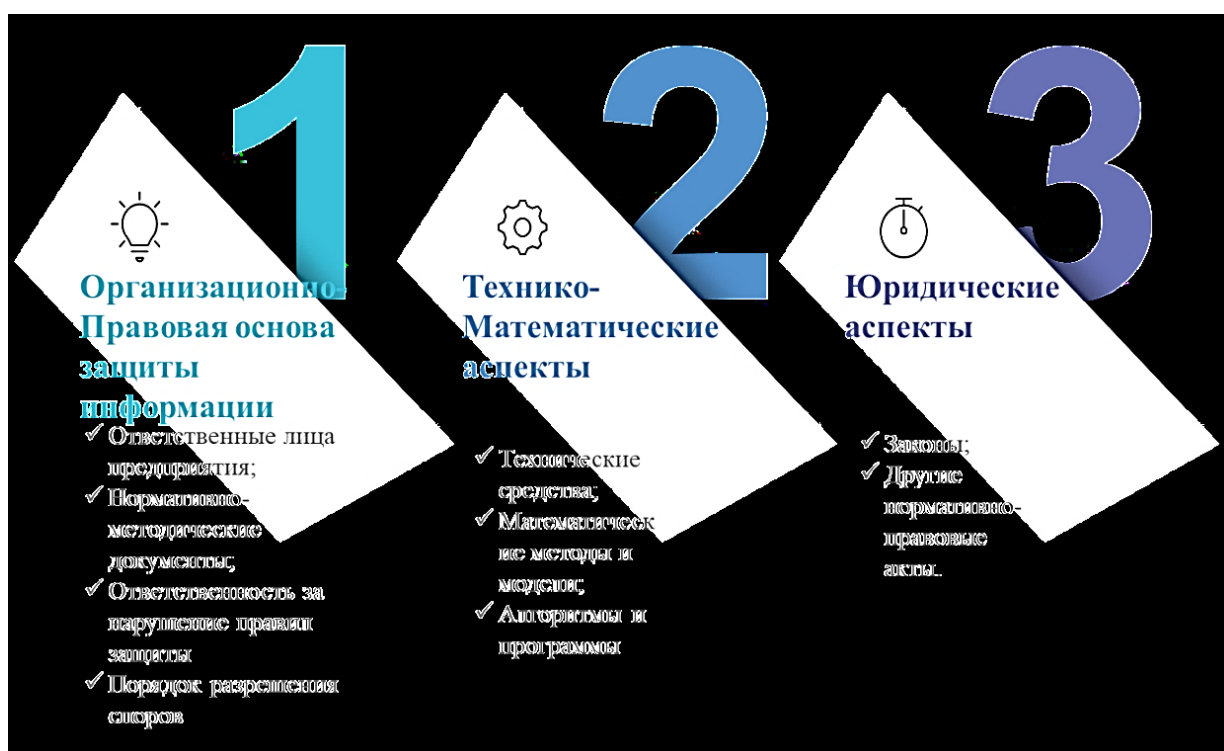 1
Организационно-
Правовая основа
защиты
информации
✓ Ответственные лица
предприятия;
✓ Нормативно-
методические
документы;
✓ Ответственность за
нарушение правил
защиты
✓ Порядок разрешения
споров
2
Технико-
Математические
аспекты
✓ Технические
средства;
✓ Математическ
ие методы и
модели;
✓ Алгоритмы и
программы
3
Юридические
аспекты
✓ Законы;
✓ Другие
нормативно-
правовые
акты..